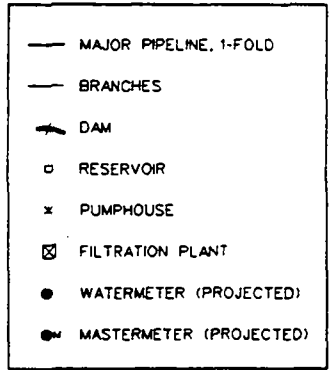 MAJOR PIPELINE, 1-FOLD
BRANCHES
DAM
RESERVOIR
PUMPHOUSE
FILTRATION PLANT
WATERMETER (PROJECTED)
M MASTERMETER (PROJECTED)